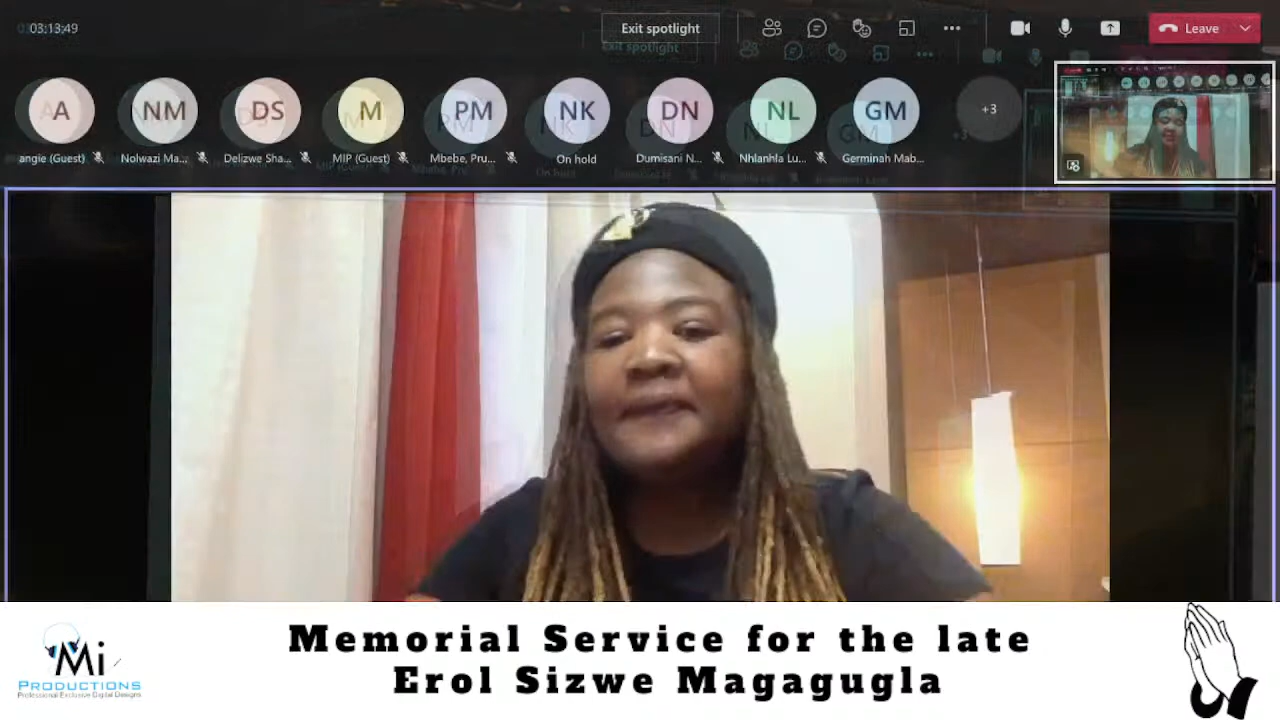 03:13:49
Exit spotlight
Leave
Exit spotlight
A
NM
DS
M
PM
NK
DN
NL
GM
+3
angie (Guest)
Nolwazi Ma...
Delizwe Sha...
MIP (Guest)
Mbebe, Pru...
On hold
Dumisani N...
Nhlanhla Lu...
Germinah Mab...
Memorial Service for the late
Erol Sizwe Magagugla
Mi
PRODUCTIONS
Professional Exclusive Digital Designs